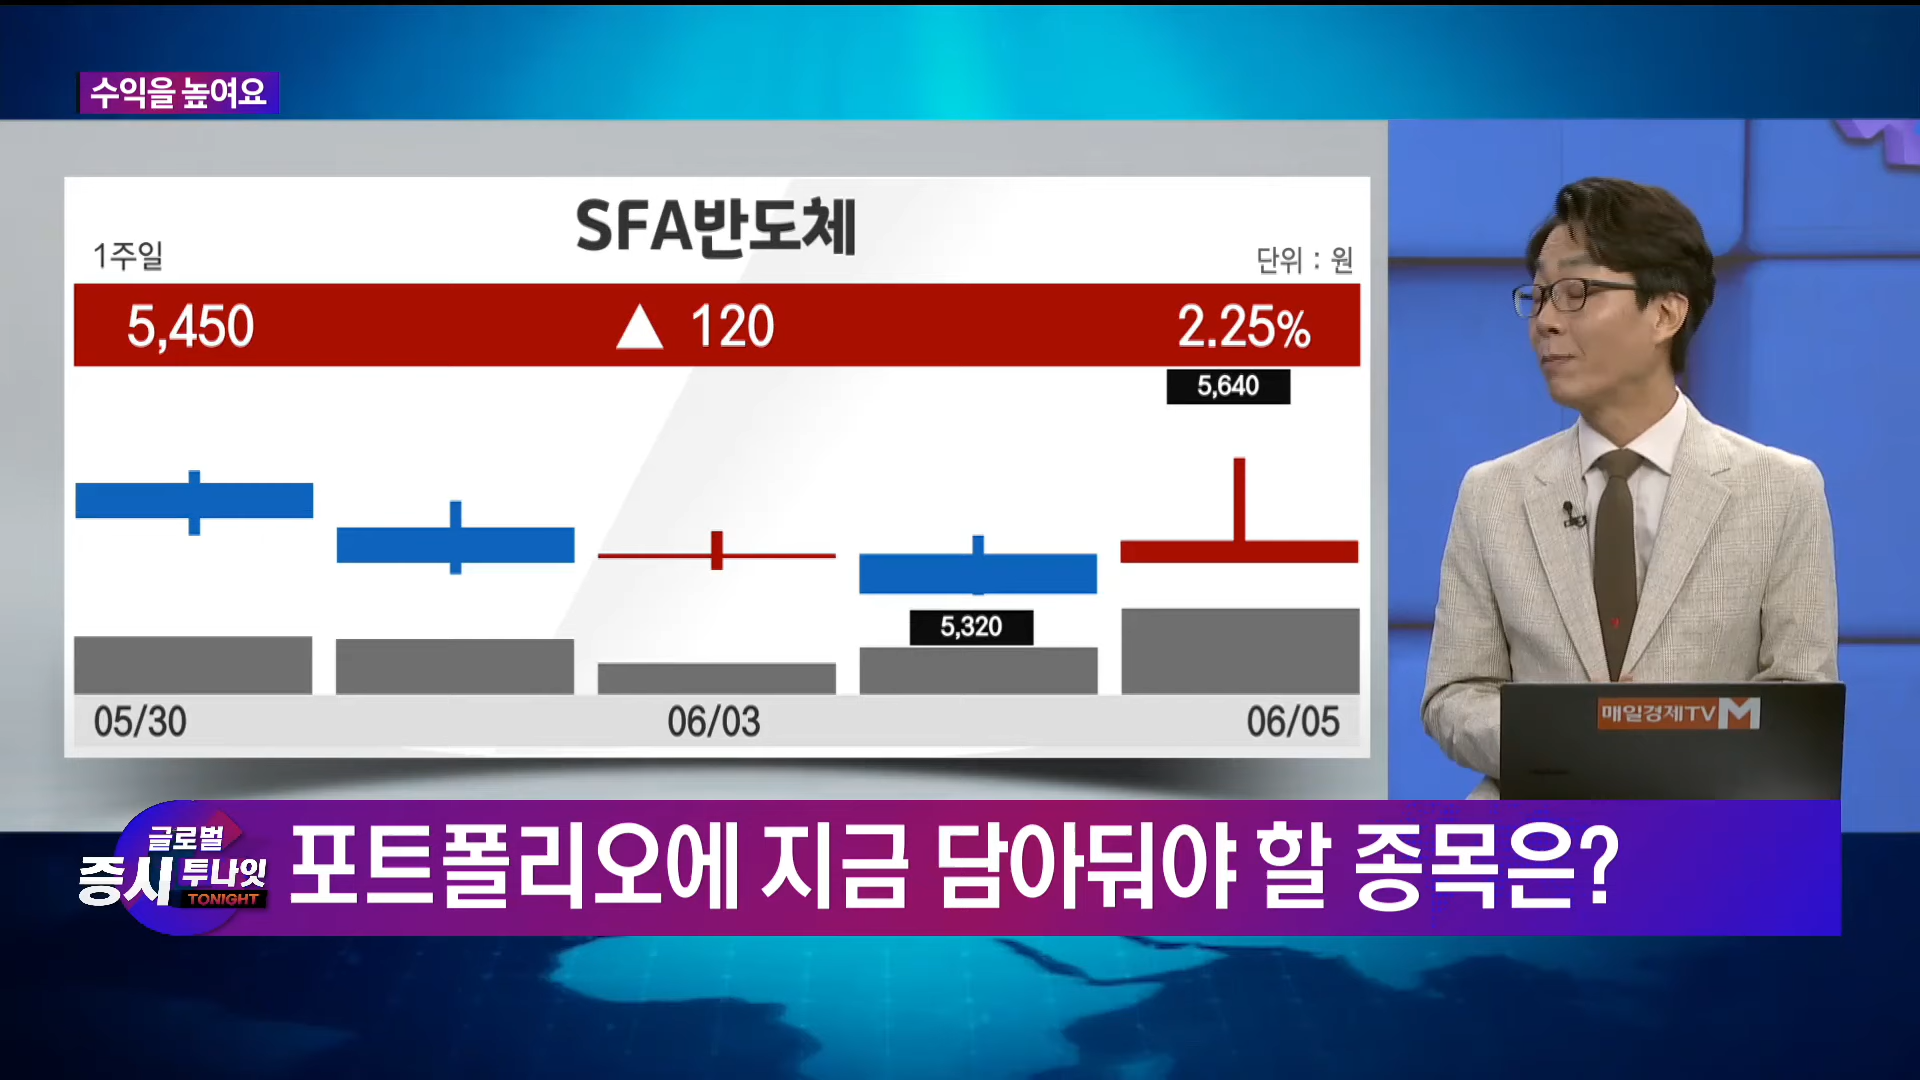 수익을 높여요
SFA반도체
1주일
단위 : 원
5,450 ▲ 120 2.25%
5,640
5,320
05/30 06/03 06/05
매일경제TV M
글로벌
증시 투나잇
TONIGHT
포트폴리오에 지금 담아둬야 할 종목은?